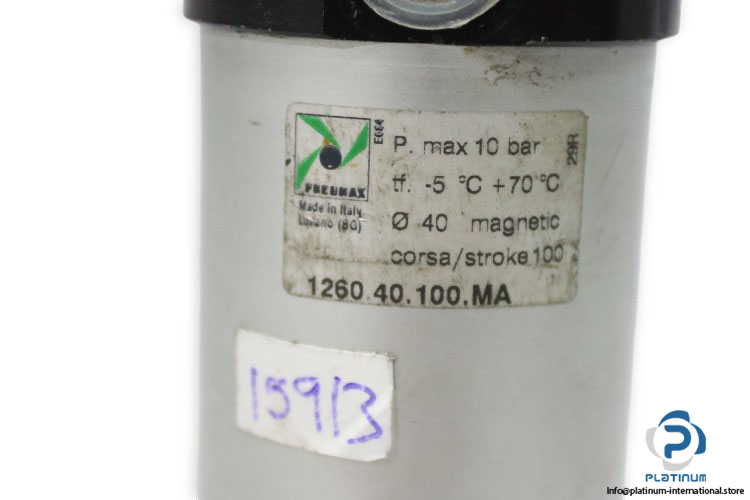 PNEUMAX
Made in Italy
Lurano (BG)
E064
P. max 10 bar
29R
tf. -5 °C +70°C
Ø 40 magnetic
corsa/stroke 100
1260.40.100.MA
15913
PLATINUM
Info@platinum-international.store